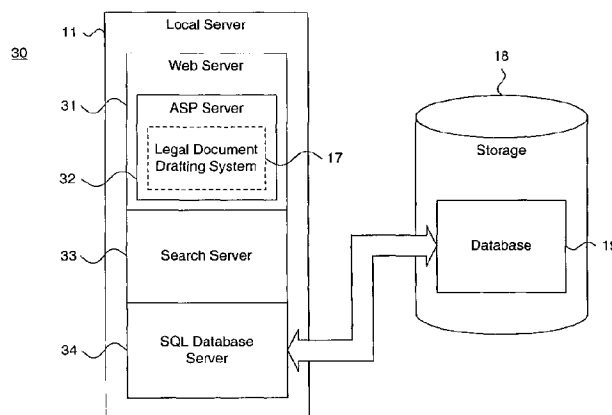 11
Local Server
30
Web Server
31
ASP Server
Legal Document
Drafting System
17
32
33
Search Server
34
SQL Database
Server
18
Storage
Database
19